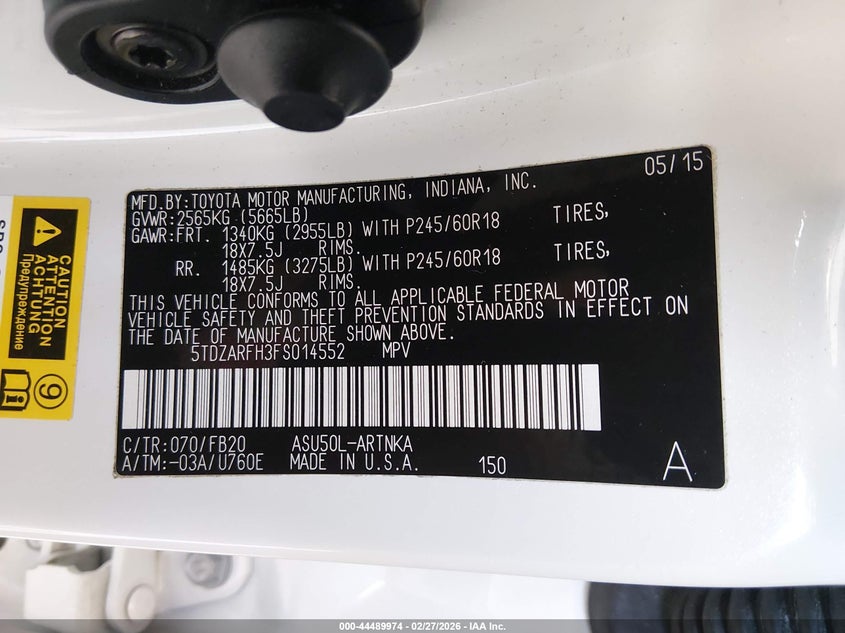 MFD.BY:TOYOTA MOTOR MANUFACTURING, INDIANA, INC. 05/15
GVWR:2565KG (5665LB)
GAWR:FRT. 1340KG (2955LB) WITH P245/60R18 TIRES,
18X7.5J RIMS.
RR. 1485KG (3275LB) WITH P245/60R18 TIRES,
18X7.5J RIMS.
THIS VEHICLE CONFORMS TO ALL APPLICABLE FEDERAL MOTOR
VEHICLE SAFETY AND THEFT PREVENTION STANDARDS IN EFFECT ON
THE DATE OF MANUFACTURE SHOWN ABOVE.
5TDZARFH3FS014552 MPV
C/TR:070/FB20 ASU50L-ARTNKA
A/TM:-03A/U760E MADE IN U.S.A. 150 A
CAUTION
ATTENTION
ACHTUNG
Предупреждение
9
000-44489974 - 02/27/2026 - IAA Inc.